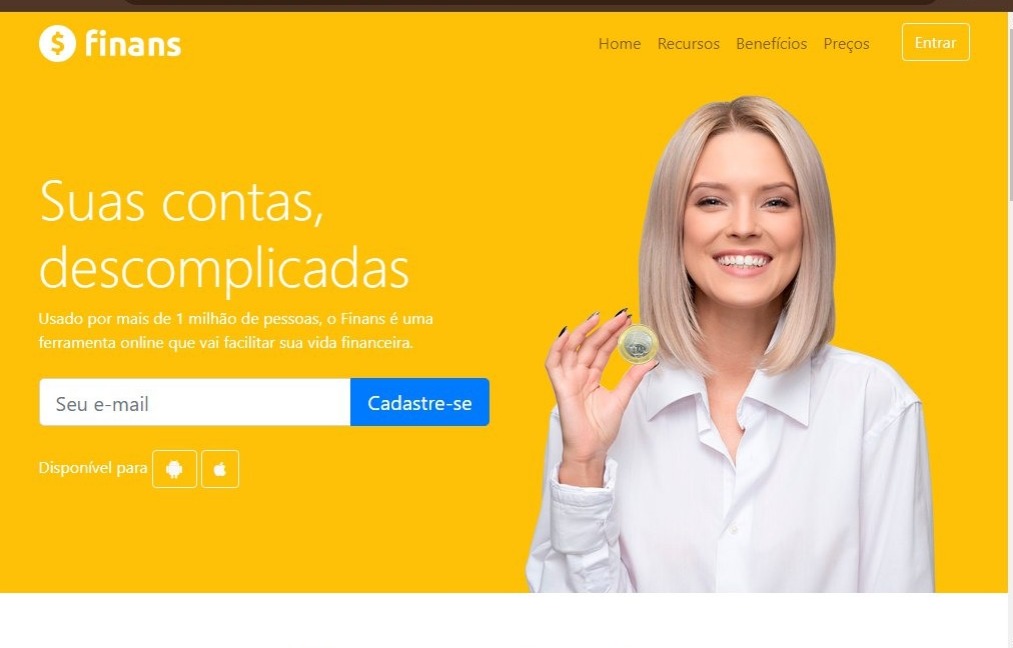 finans
Home Recursos Benefícios Preços Entrar
Suas contas,
descomplicadas
Usado por mais de 1 milhão de pessoas, o Finans é uma
ferramenta online que vai facilitar sua vida financeira.
Seu e-mail Cadastre-se
Disponível para